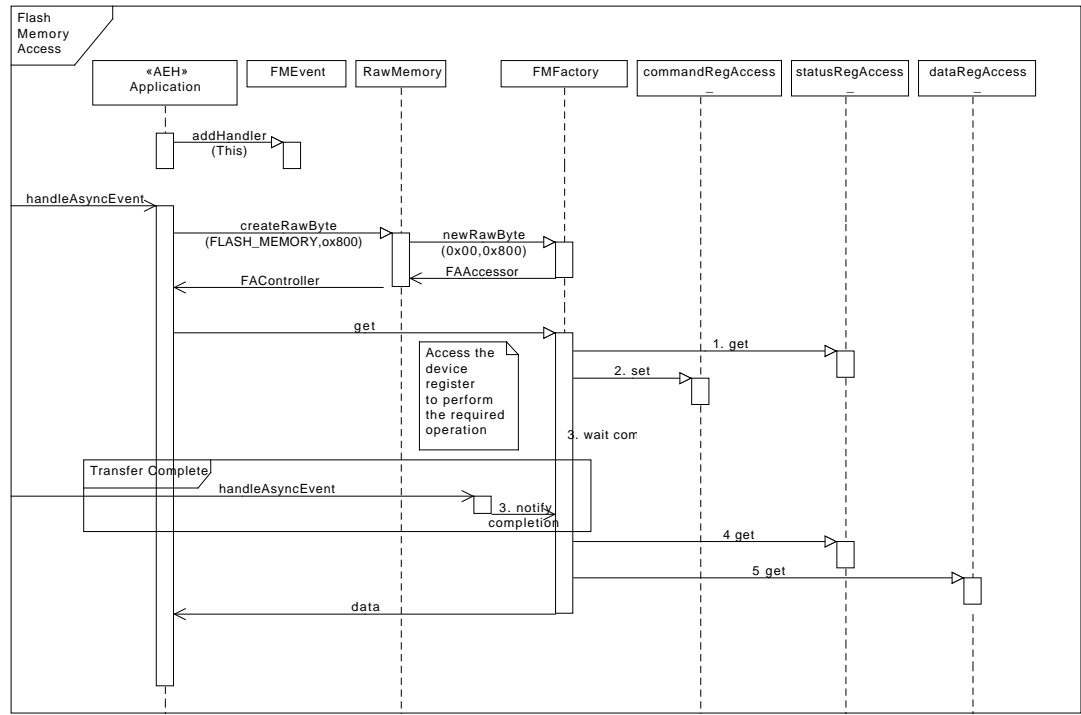 Flash
Memory
Access
«AEH»
Application
FMEvent
RawMemory
FMFactory
commandRegAccess
_
statusRegAccess
_
dataRegAccess
_
addHandler
(This)
handleAsyncEvent
createRawByte
(FLASH_MEMORY,ox800)
newRawByte
(0x00,0x800)
FAAccessor
FAController
get
Access the
device
register
to perform
the required
operation
1. get
2. set
3. wait com
Transfer Complete
handleAsyncEvent
3. notify
completion
4 get
5 get
data